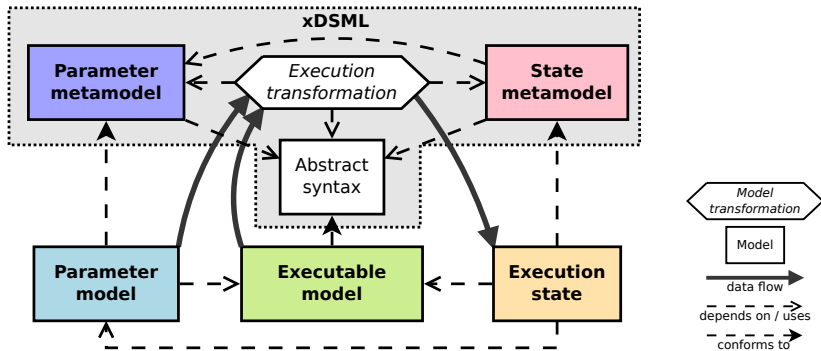 xDSML
Parameter
metamodel
Execution
transformation
State
metamodel
Abstract
syntax
Parameter
model
Executable
model
Execution
state
Model
transformation
Model
data flow
depends on / uses
conforms to